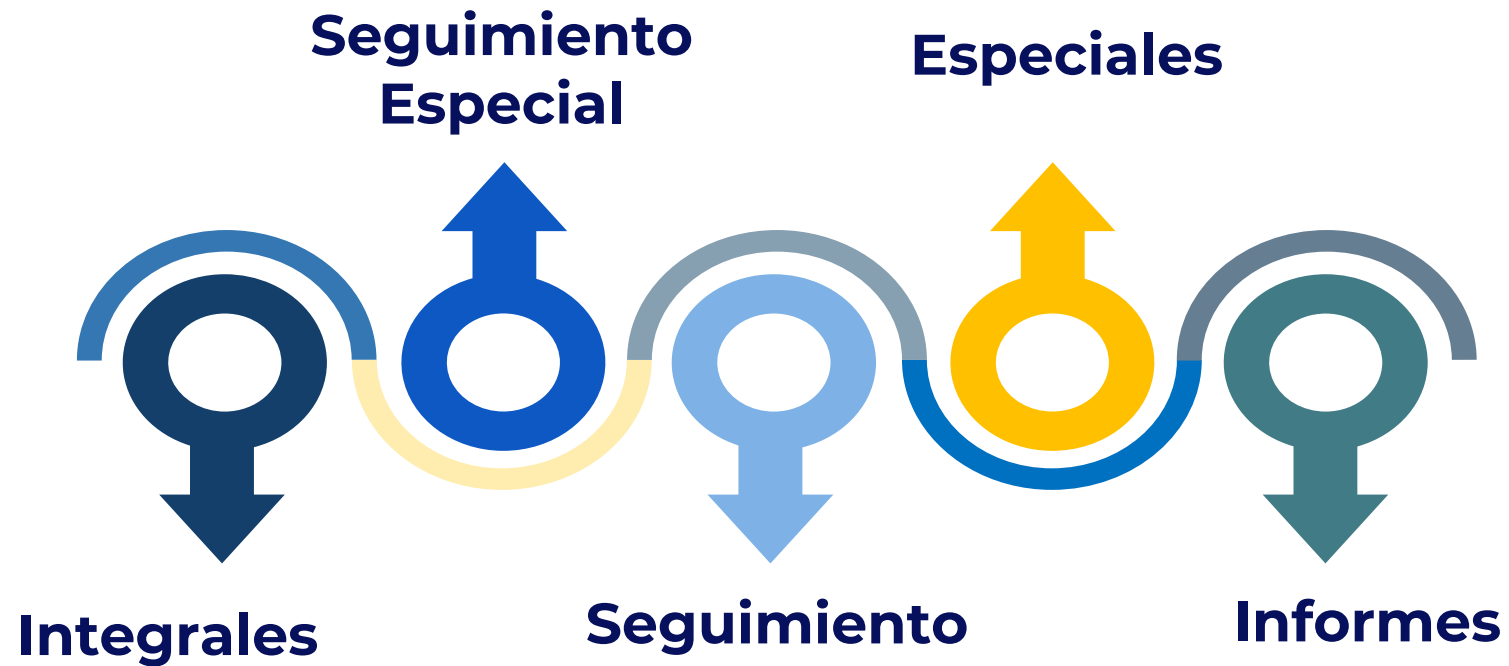 Seguimiento
Especial
Especiales
Integrales
Seguimiento
Informes